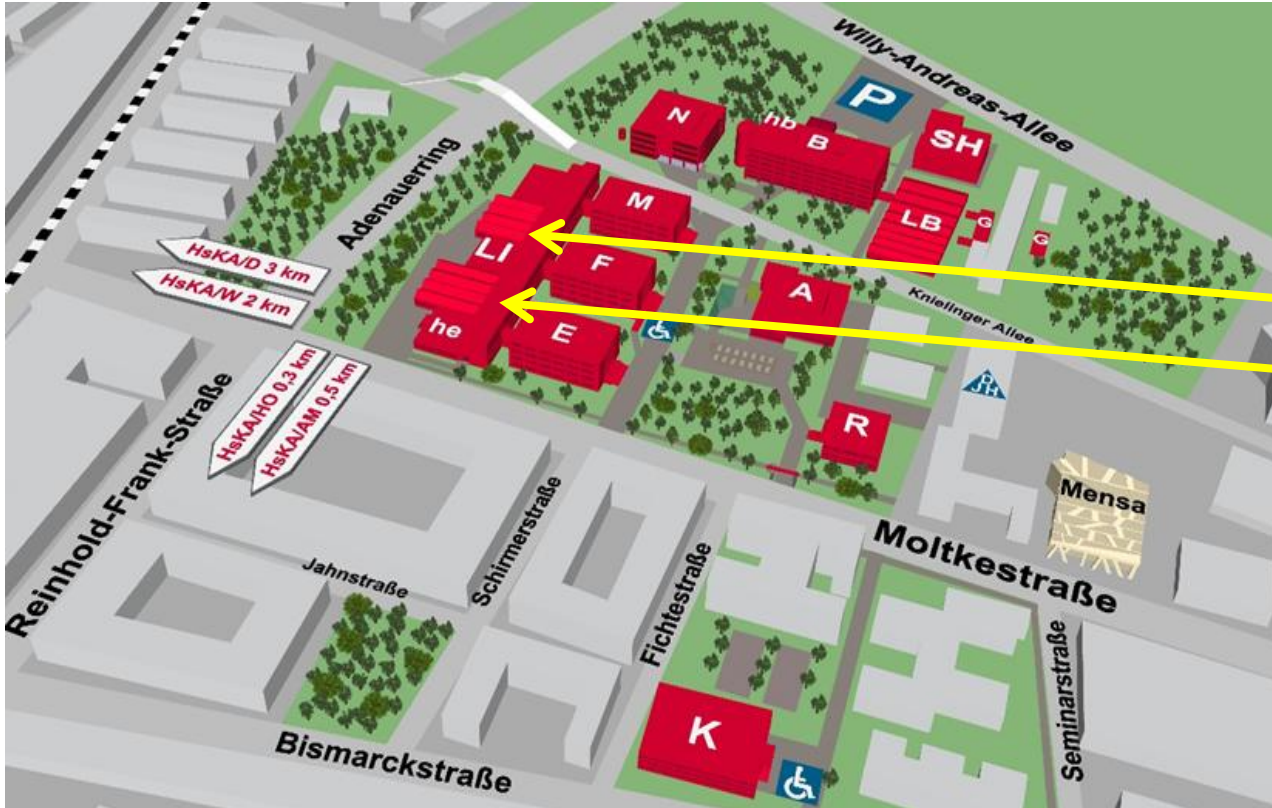 Willy-Andreas-Allee
P
N
hb
B
SH
M
LB
G
G
Adenauerring
LI
F
A
Knielinger Allee
HsKA/D 3 km
HsKA/W 2 km
he
E
HsKA/HO 0,3 km
HsKA/AM 0,5 km
DJH
R
Reinhold-Frank-Straße
Mensa
Moltkestraße
Jahnstraße
Schirmerstraße
Fichtestraße
Seminarstraße
K
Bismarckstraße